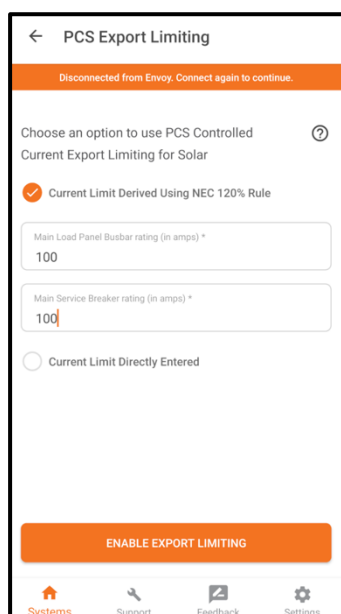 PCS Export Limiting
Disconnected from Envoy. Connect again to continue.
Choose an option to use PCS Controlled
Current Export Limiting for Solar
Current Limit Derived Using NEC 120% Rule
Main Load Panel Busbar rating (in amps) *
100
Main Service Breaker rating (in amps) *
100
Current Limit Directly Entered
ENABLE EXPORT LIMITING
Systems Support Feedback Settings